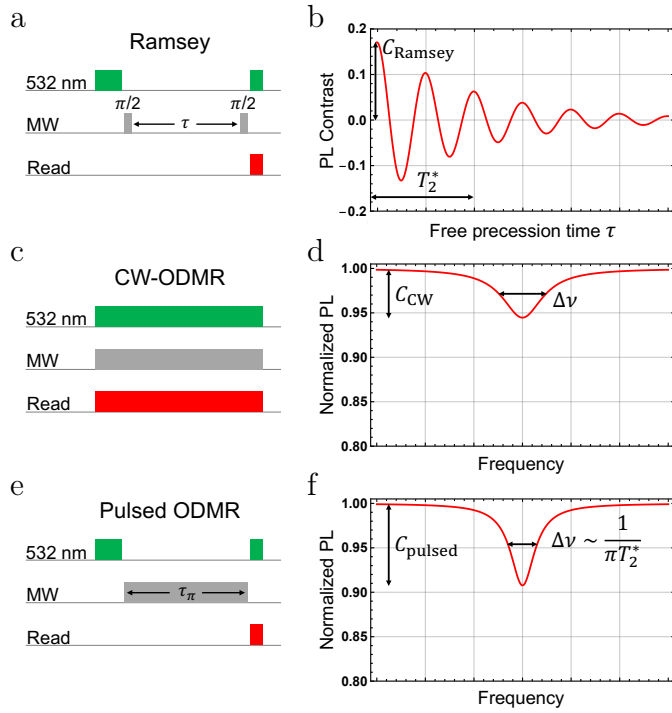 a
Ramsey
532 nm
π/2 π/2
MW
τ
Read
b
C_Ramsey
T_2^*
PL Contrast
0.2
0.1
0.0
-0.1
-0.2
Free precession time τ
c
CW-ODMR
532 nm
MW
Read
d
C_CW
Δν
Normalized PL
1.00
0.95
0.90
0.85
0.80
Frequency
e
Pulsed ODMR
532 nm
MW
τ_π
Read
f
C_pulsed
Δν ~ 1/(πT_2^*)
Normalized PL
1.00
0.95
0.90
0.85
0.80
Frequency